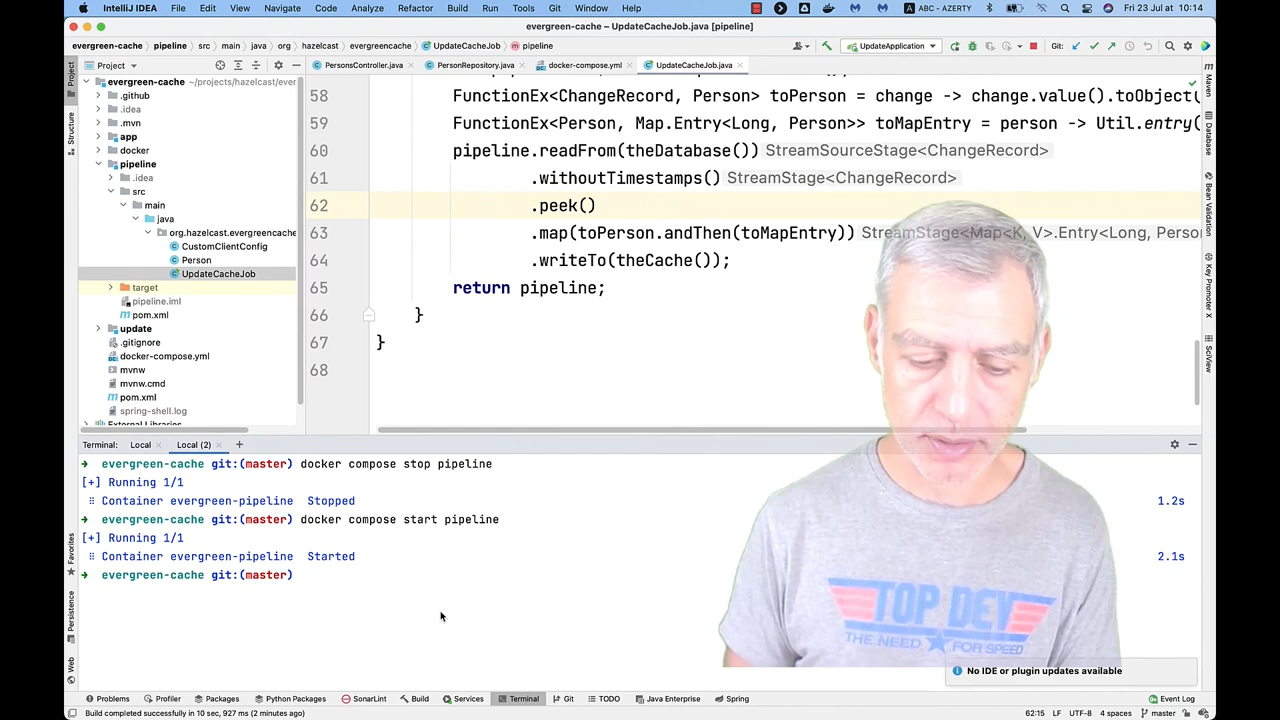 IntelliJ IDEA File Edit View Navigate Code Analyze Refactor Build Run Tools Git Window Help ABC - AZERTY Fri 23 Jul at 10:14
evergreen-cache – UpdateCacheJob.java [pipeline]
evergreen-cache pipeline src main java org hazelcast evergreencache UpdateCacheJob pipeline UpdateApplication Git:
Project PersonsController.java PersonRepository.java docker-compose.yml UpdateCacheJob.java
evergreen-cache ~/projects/hazelcast/ever
.github
.idea
.mvn
app
docker
pipeline
.idea
src
main
java
org.hazelcast.evergreencache
CustomClientConfig
Person
UpdateCacheJob
target
pipeline.iml
pom.xml
update
.gitignore
docker-compose.yml
mvnw
mvnw.cmd
pom.xml
spring-shell.log
External Libraries
58 FunctionEx<ChangeRecord, Person> toPerson = change -> change.value().toObject(
59 FunctionEx<Person, Map.Entry<Long, Person>> toMapEntry = person -> Util.entry(
60 pipeline.readFrom(theDatabase()) StreamSourceStage<ChangeRecord>
61 .withoutTimestamps() StreamStage<ChangeRecord>
62 .peek()
63 .map(toPerson.andThen(toMapEntry)) StreamStage<Map<K, V>.Entry<Long, Person
64 .writeTo(theCache());
65 return pipeline;
66 }
67 }
68
Project
Structure
Favorites
Persistence
Web
Maven
Database
Bean Validation
Key Promoter X
SciView
Terminal: Local Local (2) +
evergreen-cache git:(master) docker compose stop pipeline
[+] Running 1/1
⠿ Container evergreen-pipeline Stopped 1.2s
evergreen-cache git:(master) docker compose start pipeline
[+] Running 1/1
⠿ Container evergreen-pipeline Started 2.1s
evergreen-cache git:(master)
TOP DEV
THE NEED FOR SPEED
No IDE or plugin updates available
Problems Profiler Packages Python Packages SonarLint Build Services Terminal Git TODO Java Enterprise Spring Event Log
Build completed successfully in 10 sec, 927 ms (2 minutes ago) 62:15 LF UTF-8 4 spaces master